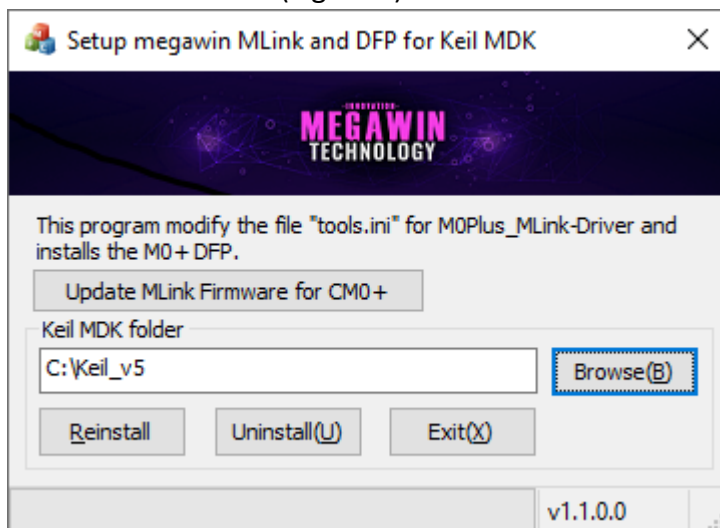 Setup megawin MLink and DFP for Keil MDK
MEGAWIN
TECHNOLOGY
This program modify the file "tools.ini" for M0Plus_MLink-Driver and
installs the M0+ DFP.
Update MLink Firmware for CM0+
Keil MDK folder
C:\Keil_v5
Browse(B)
Reinstall
Uninstall(U)
Exit(X)
v1.1.0.0